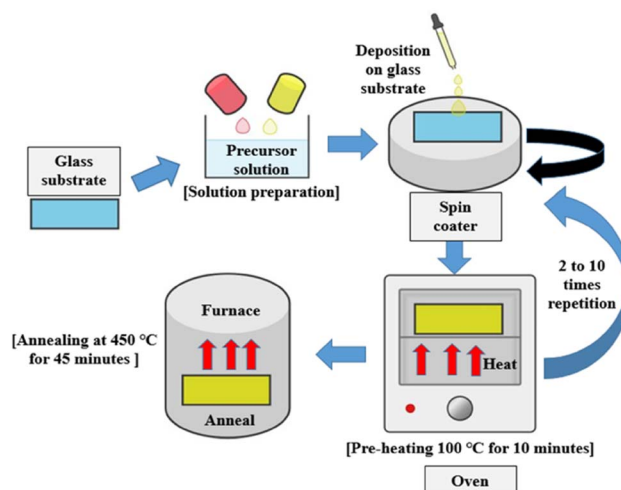 Deposition
on glass
substrate
Glass
substrate
Precursor
solution
[Solution preparation]
Spin
coater
2 to 10
times
repetition
Furnace
[Annealing at 450 °C
for 45 minutes ]
Anneal
Heat
[Pre-heating 100 °C for 10 minutes]
Oven